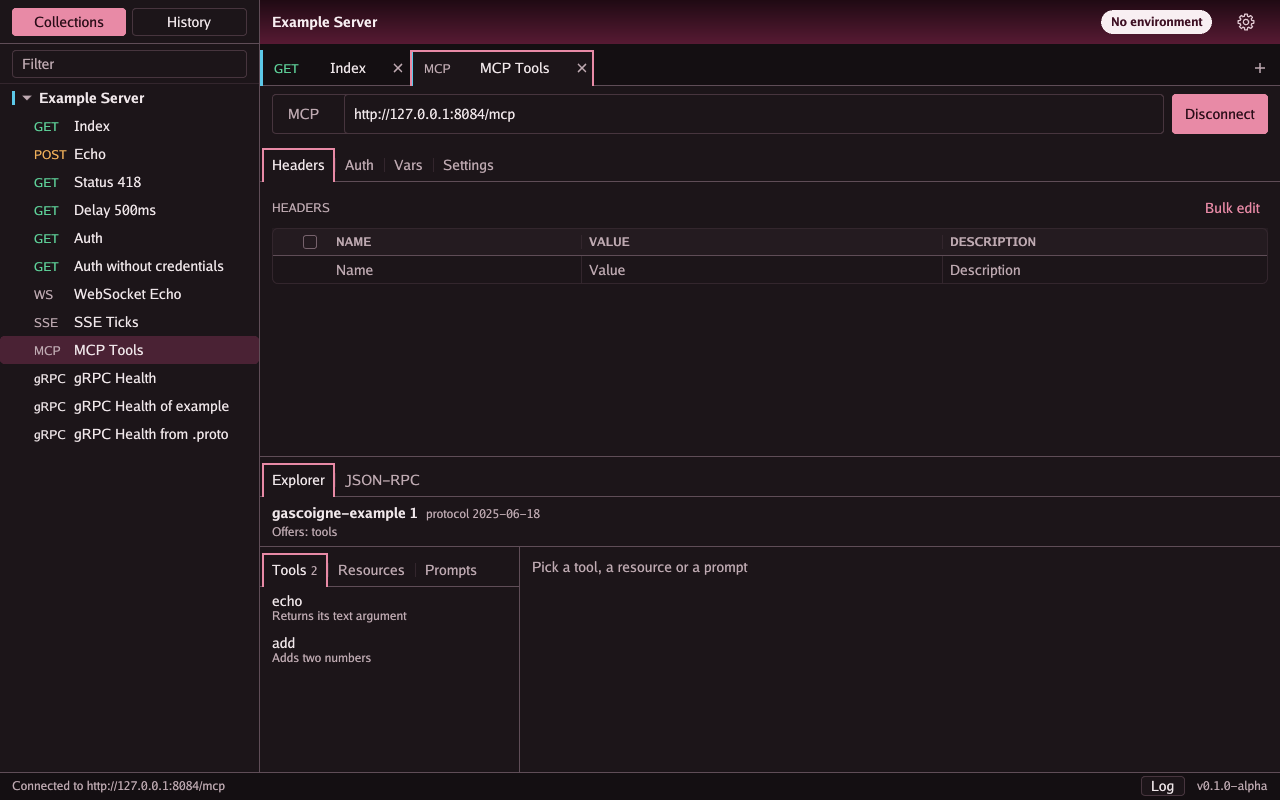 Collections
History
Example Server
No environment
Filter
GET Index
MCP MCP Tools
Example Server
GET Index
POST Echo
GET Status 418
GET Delay 500ms
GET Auth
GET Auth without credentials
WS WebSocket Echo
SSE SSE Ticks
MCP MCP Tools
gRPC gRPC Health
gRPC gRPC Health of example
gRPC gRPC Health from .proto
MCP http://127.0.0.1:8084/mcp
Disconnect
Headers Auth Vars Settings
HEADERS
Bulk edit
NAME VALUE DESCRIPTION
Name Value Description
Explorer JSON-RPC
gascoigne-example 1 protocol 2025-06-18
Offers: tools
Tools 2 Resources Prompts
echo
Returns its text argument
add
Adds two numbers
Pick a tool, a resource or a prompt
Connected to http://127.0.0.1:8084/mcp
Log
v0.1.0-alpha